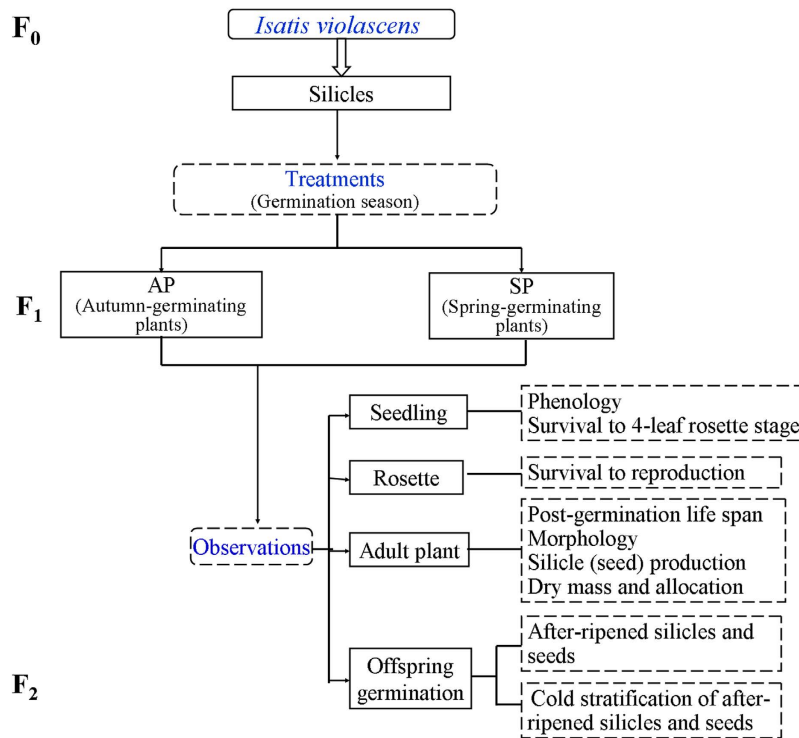 F0
Isatis violascens
Silicles
Treatments
(Germination season)
F1
AP
(Autumn-germinating
plants)
SP
(Spring-germinating
plants)
Observations
Seedling
Phenology
Survival to 4-leaf rosette stage
Rosette
Survival to reproduction
Adult plant
Post-germination life span
Morphology
Silicle (seed) production
Dry mass and allocation
F2
Offspring
germination
After-ripened silicles and
seeds
Cold stratification of after-
ripened silicles and seeds